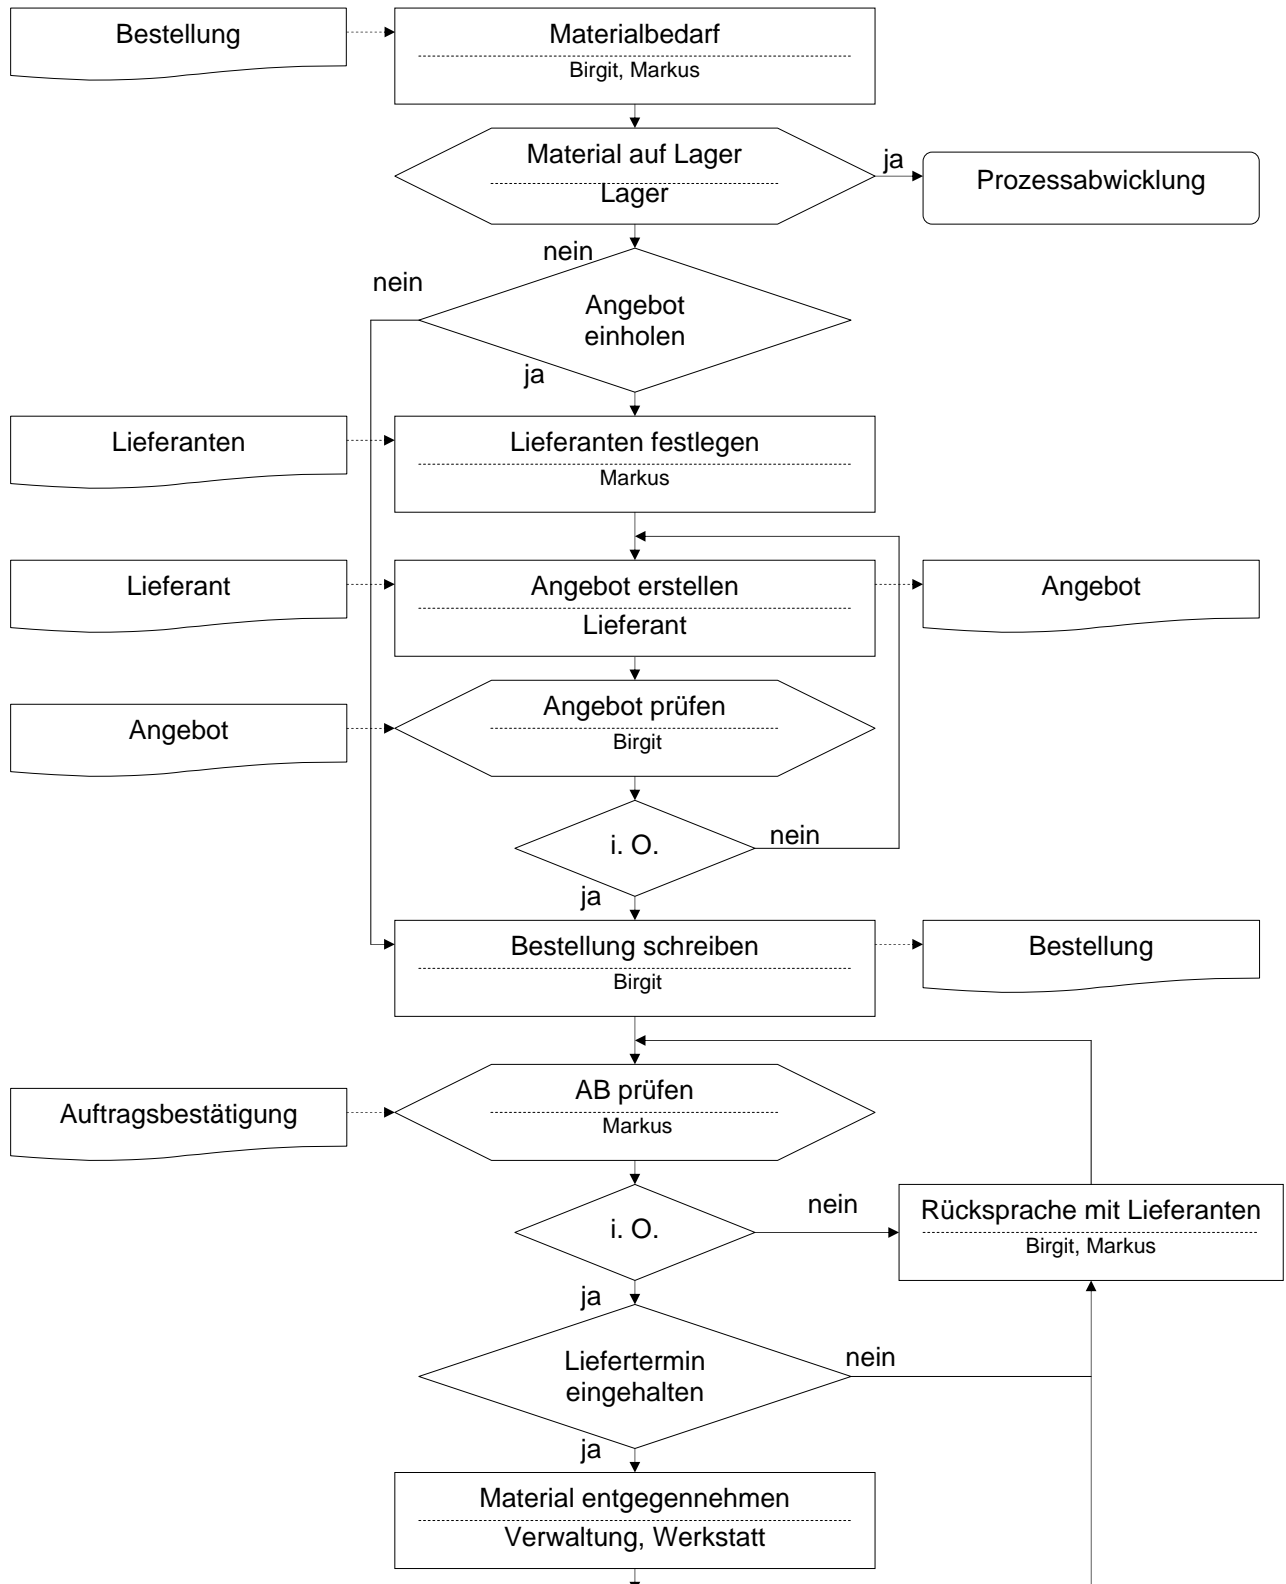 Bestellung
Materialbedarf
Birgit, Markus
Material auf Lager
Lager
ja
Prozessabwicklung
nein
nein
Angebot
einholen
ja
Lieferanten
Lieferanten festlegen
Markus
Lieferant
Angebot erstellen
Lieferant
Angebot
Angebot
Angebot prüfen
Birgit
i. O.
nein
ja
Bestellung schreiben
Birgit
Bestellung
Auftragsbestätigung
AB prüfen
Markus
i. O.
nein
Rücksprache mit Lieferanten
Birgit, Markus
ja
Liefertermin
eingehalten
nein
ja
Material entgegennehmen
Verwaltung, Werkstatt